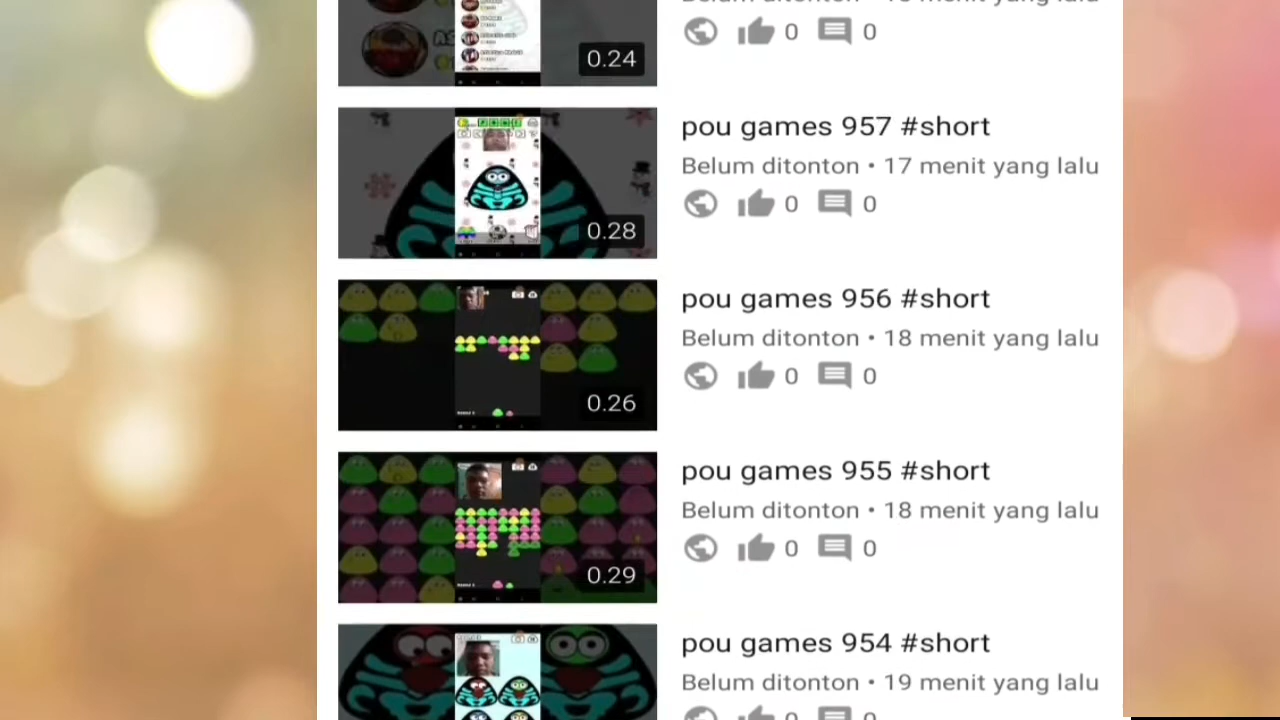 0 0
0.24
pou games 957 #short
Belum ditonton • 17 menit yang lalu
0 0
0.28
pou games 956 #short
Belum ditonton • 18 menit yang lalu
0 0
0.26
pou games 955 #short
Belum ditonton • 18 menit yang lalu
0 0
0.29
pou games 954 #short
Belum ditonton • 19 menit yang lalu